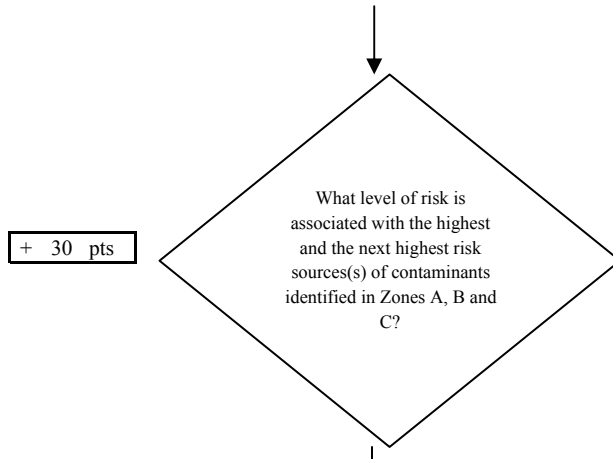 What level of risk is
associated with the highest
and the next highest risk
sources(s) of contaminants
identified in Zones A, B and
C?
+ 30 pts